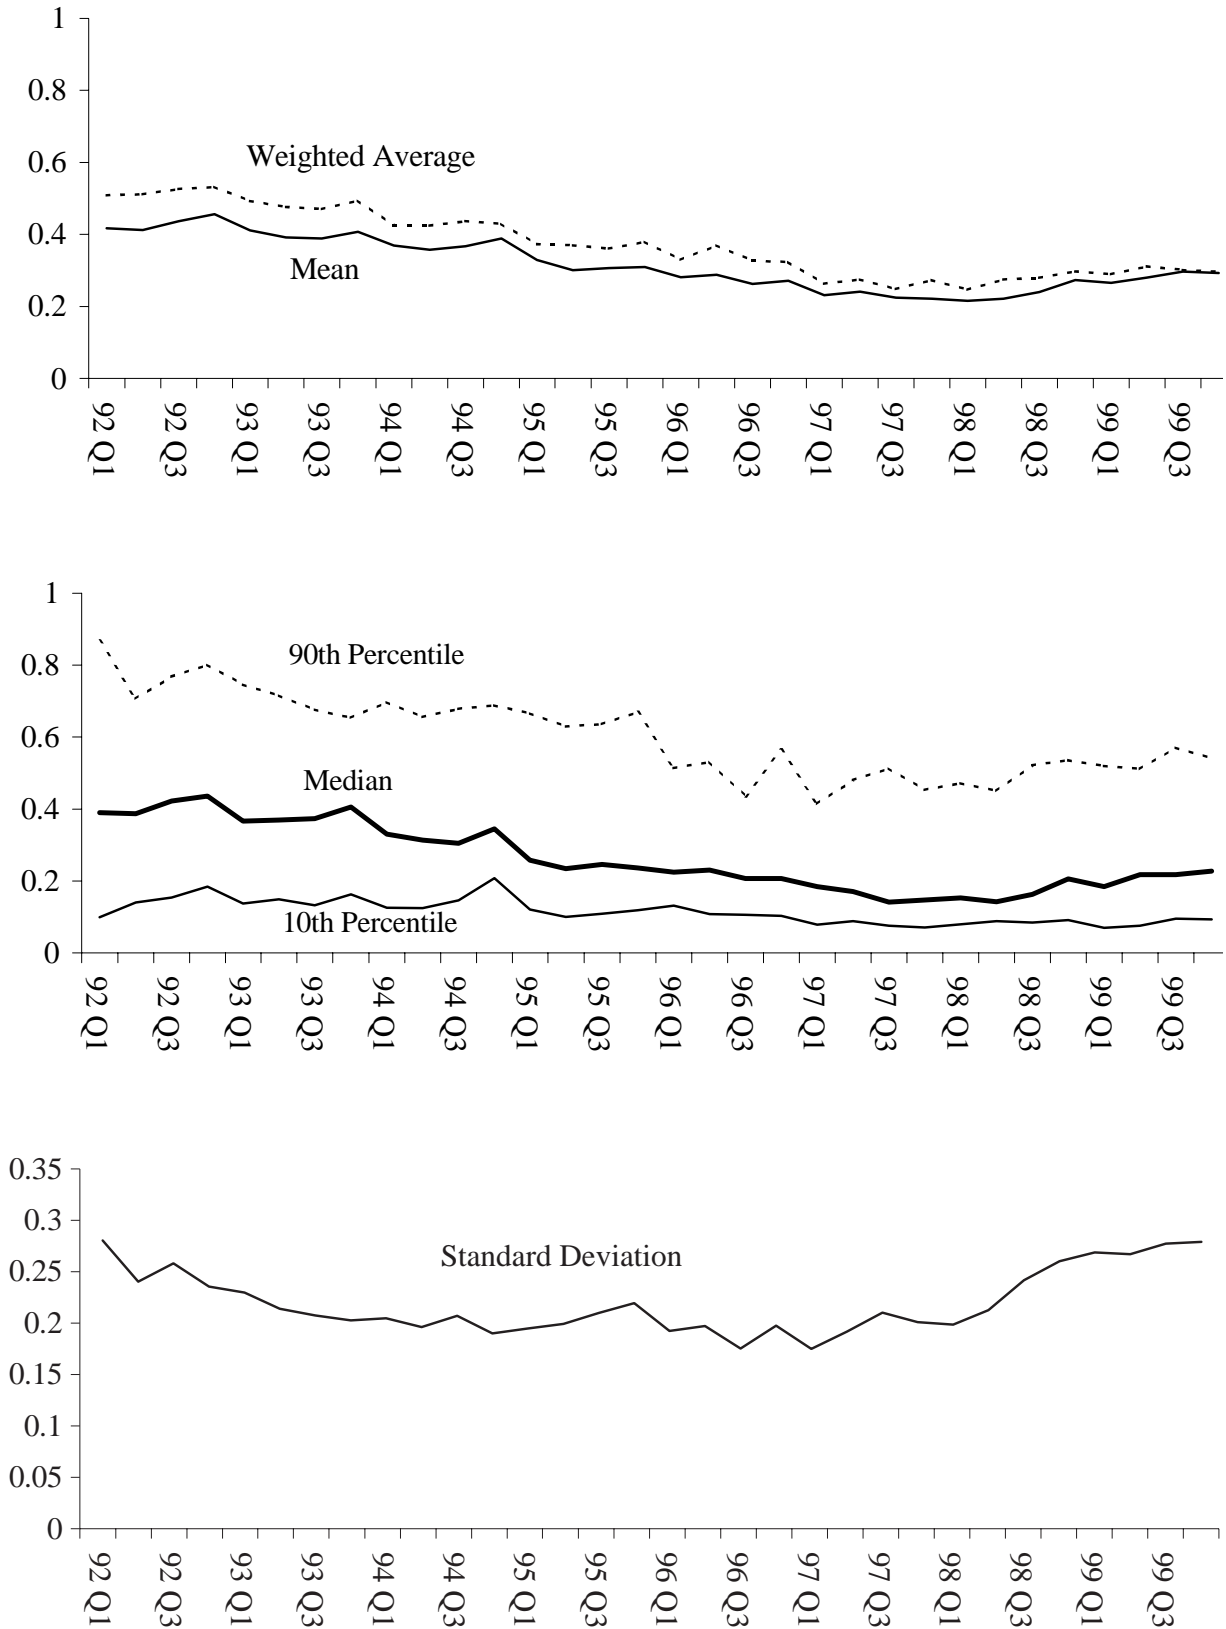 1
0.8
0.6
0.4
0.2
0
Weighted Average
Mean
92 Q1
92 Q3
93 Q1
93 Q3
94 Q1
94 Q3
95 Q1
95 Q3
96 Q1
96 Q3
97 Q1
97 Q3
98 Q1
98 Q3
99 Q1
99 Q3
1
0.8
0.6
0.4
0.2
0
90th Percentile
Median
10th Percentile
92 Q1
92 Q3
93 Q1
93 Q3
94 Q1
94 Q3
95 Q1
95 Q3
96 Q1
96 Q3
97 Q1
97 Q3
98 Q1
98 Q3
99 Q1
99 Q3
0.35
0.3
0.25
0.2
0.15
0.1
0.05
0
Standard Deviation
92 Q1
92 Q3
93 Q1
93 Q3
94 Q1
94 Q3
95 Q1
95 Q3
96 Q1
96 Q3
97 Q1
97 Q3
98 Q1
98 Q3
99 Q1
99 Q3